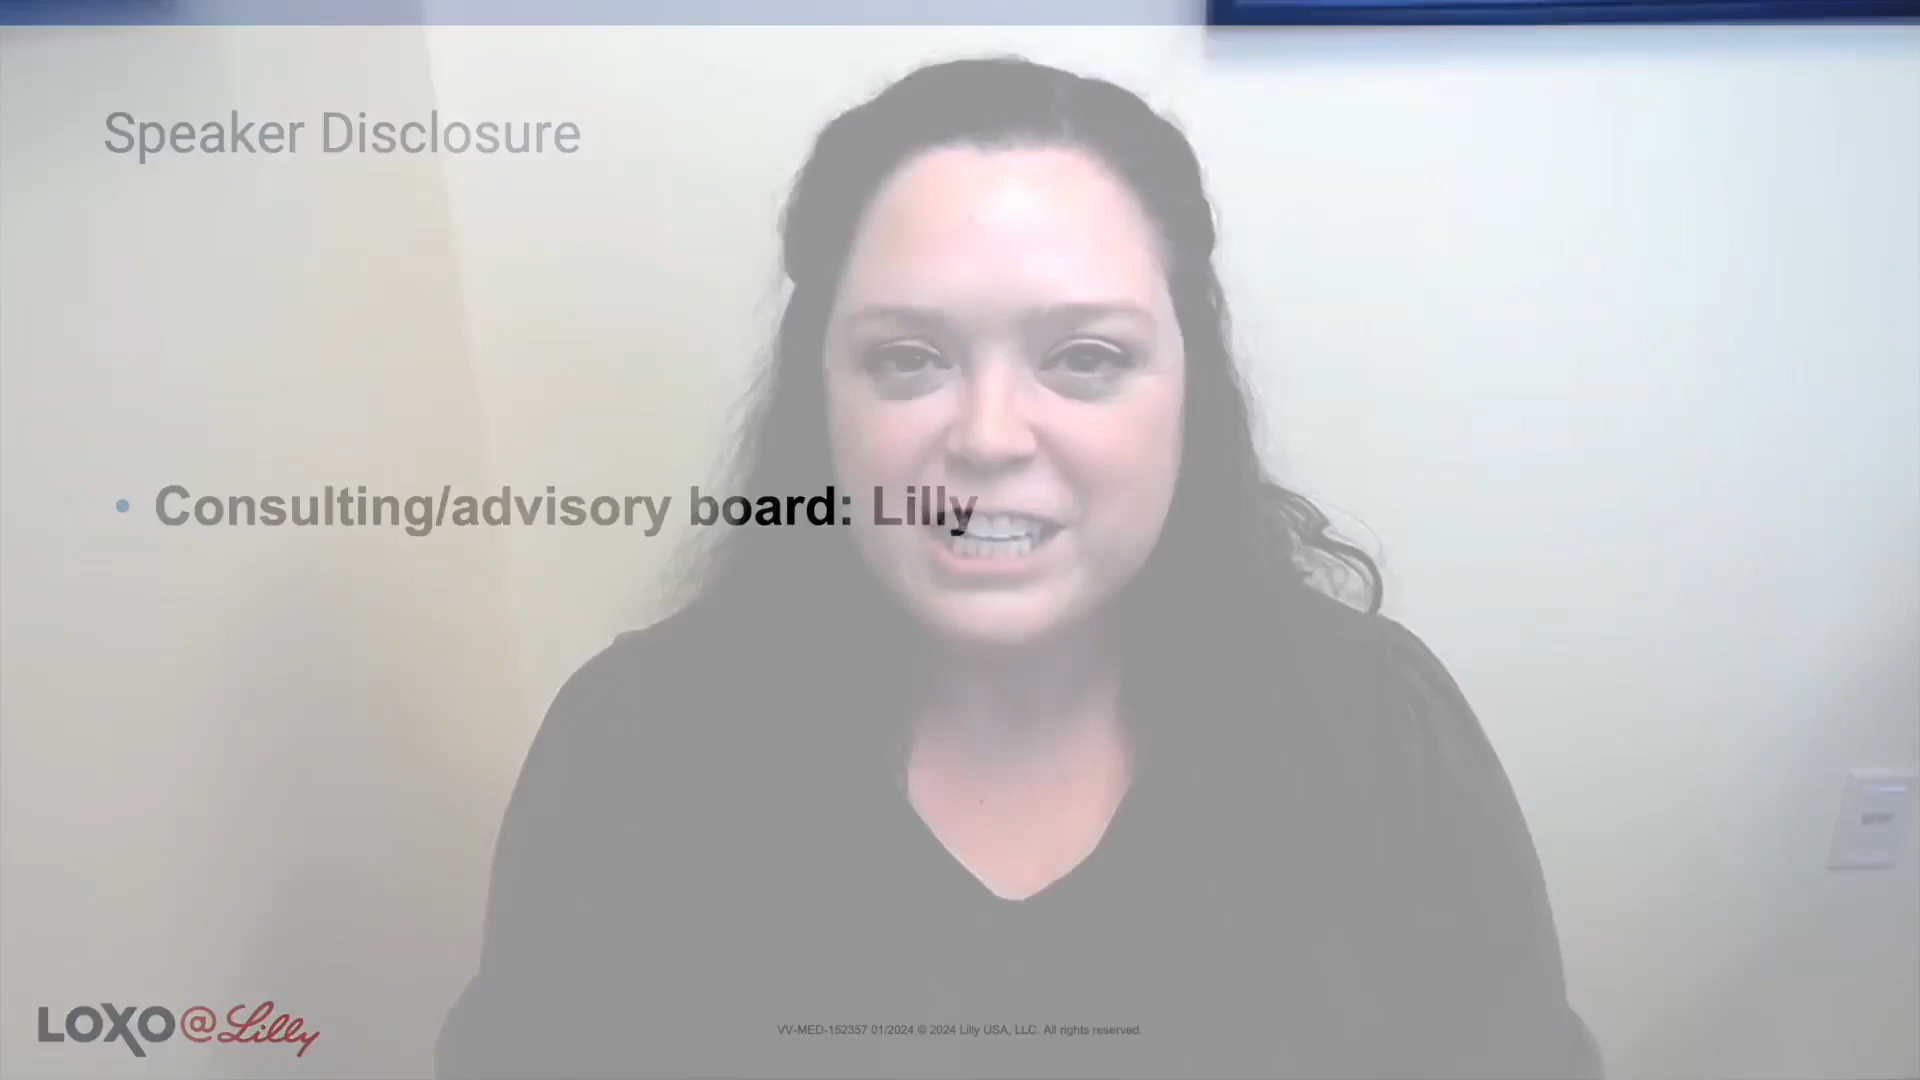 Speaker Disclosure
• Consulting/advisory board: Lilly
LOXO@Lilly
VV-MED-152357 01/2024 © 2024 Lilly USA, LLC. All rights reserved.